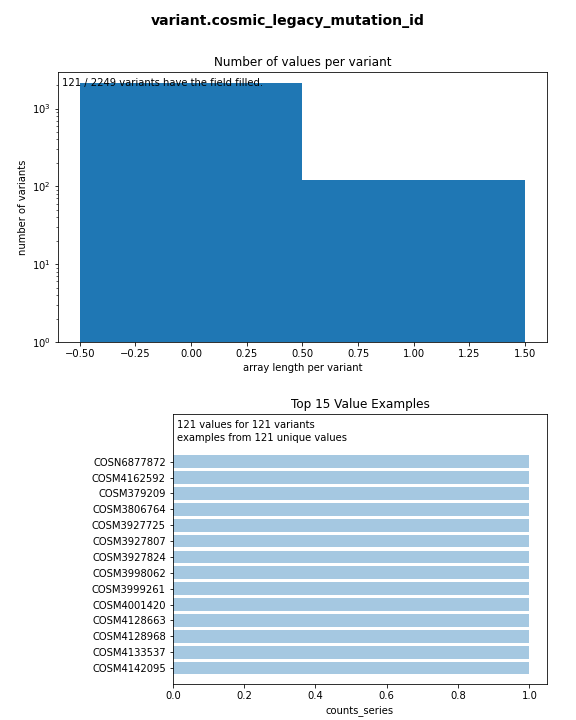 variant.cosmic_legacy_mutation_id
Number of values per variant
121 / 2249 variants have the field filled.
10³
10²
10¹
10⁰
number of variants
−0.50
−0.25
0.00
0.25
0.50
0.75
1.00
1.25
1.50
array length per variant
Top 15 Value Examples
121 values for 121 variants
examples from 121 unique values
COSN6877872
COSM4162592
COSM379209
COSM3806764
COSM3927725
COSM3927807
COSM3927824
COSM3998062
COSM3999261
COSM4001420
COSM4128663
COSM4128968
COSM4133537
COSM4142095
0.0
0.2
0.4
0.6
0.8
1.0
counts_series